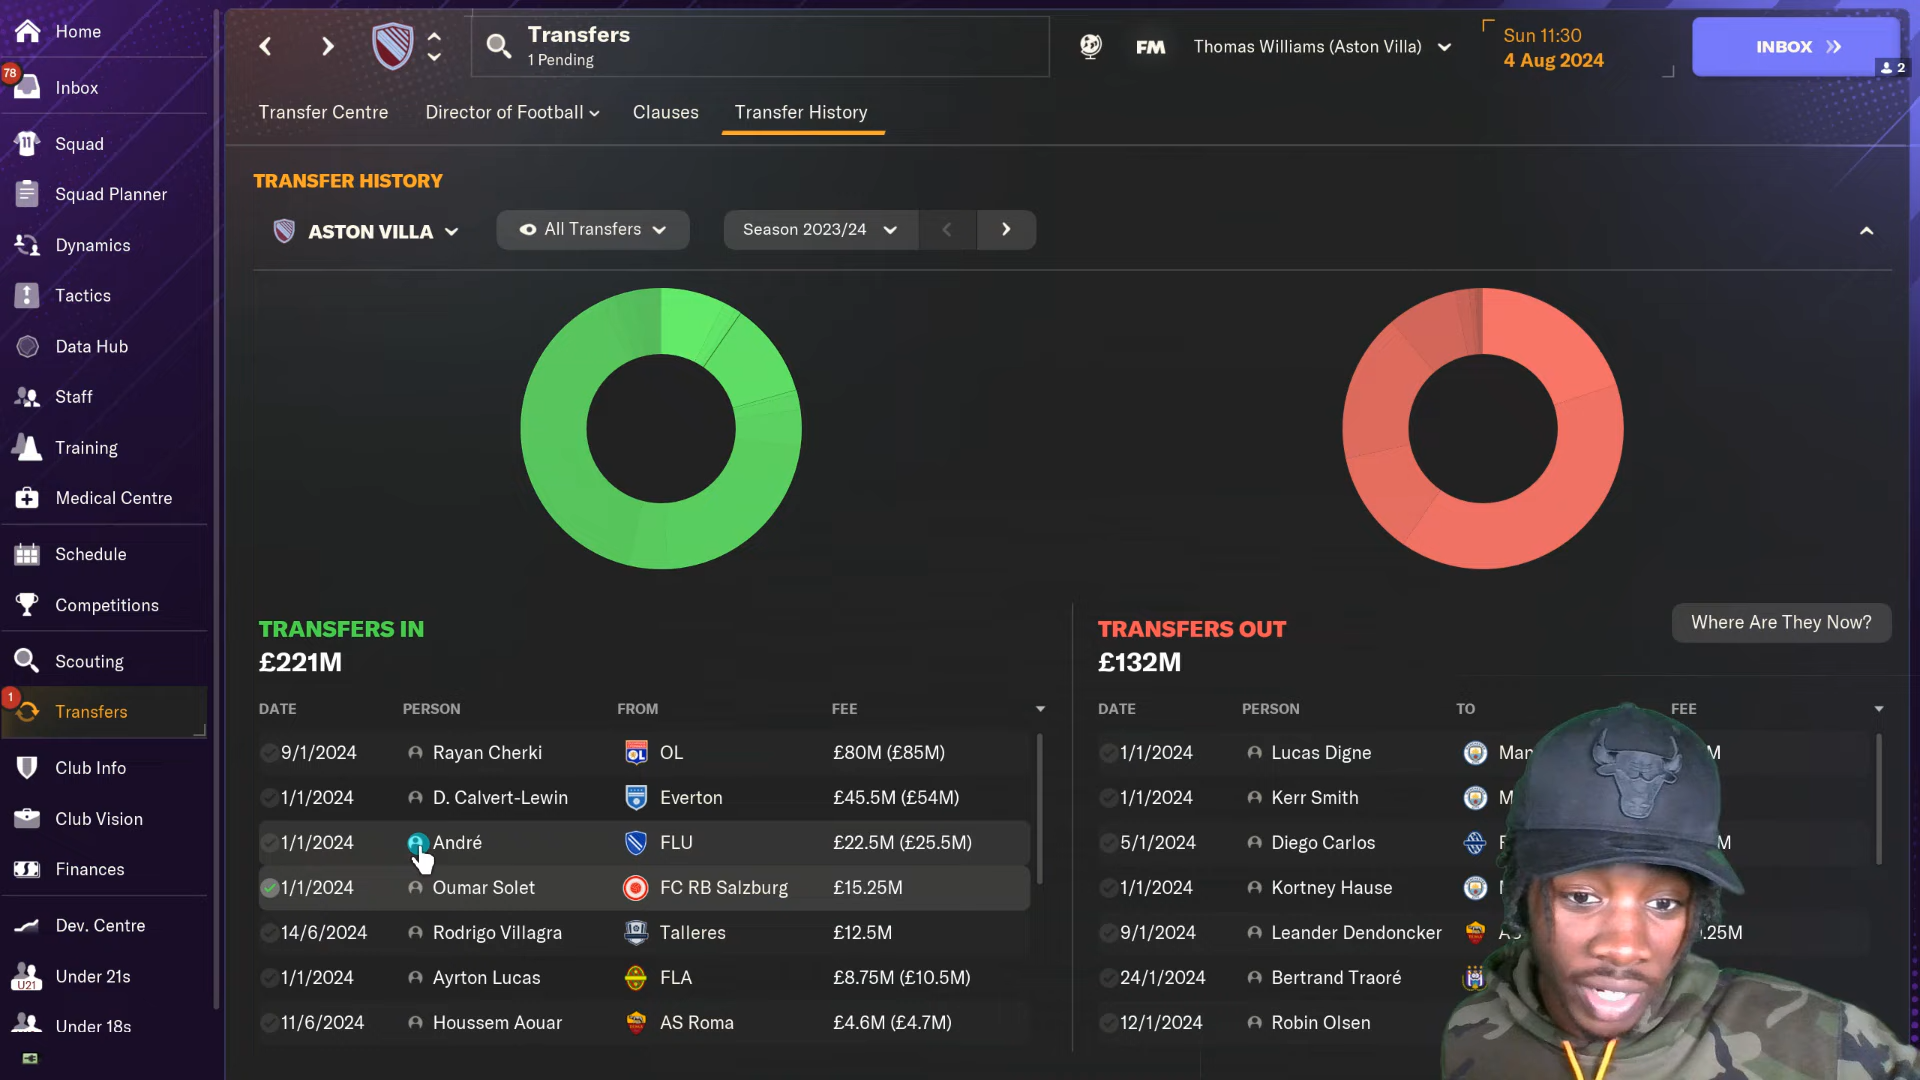 Home
78
Inbox
Squad
Squad Planner
Dynamics
Tactics
Data Hub
Staff
Training
Medical Centre
Schedule
Competitions
Scouting
1
Transfers
Club Info
Club Vision
Finances
Dev. Centre
U21
Under 21s
Under 18s
Transfers
1 Pending
FM
Thomas Williams (Aston Villa)
Sun 11:30
4 Aug 2024
INBOX
2
Transfer Centre
Director of Football
Clauses
Transfer History
TRANSFER HISTORY
ASTON VILLA
All Transfers
Season 2023/24
TRANSFERS IN
£221M
DATE PERSON FROM FEE
9/1/2024 Rayan Cherki OL £80M (£85M)
1/1/2024 D. Calvert-Lewin Everton £45.5M (£54M)
1/1/2024 André FLU £22.5M (£25.5M)
1/1/2024 Oumar Solet FC RB Salzburg £15.25M
14/6/2024 Rodrigo Villagra Talleres £12.5M
1/1/2024 Ayrton Lucas FLA £8.75M (£10.5M)
11/6/2024 Houssem Aouar AS Roma £4.6M (£4.7M)
TRANSFERS OUT
£132M
Where Are They Now?
DATE PERSON TO FEE
1/1/2024 Lucas Digne Man
1/1/2024 Kerr Smith M
5/1/2024 Diego Carlos
1/1/2024 Kortney Hause
9/1/2024 Leander Dendoncker .25M
24/1/2024 Bertrand Traoré
12/1/2024 Robin Olsen